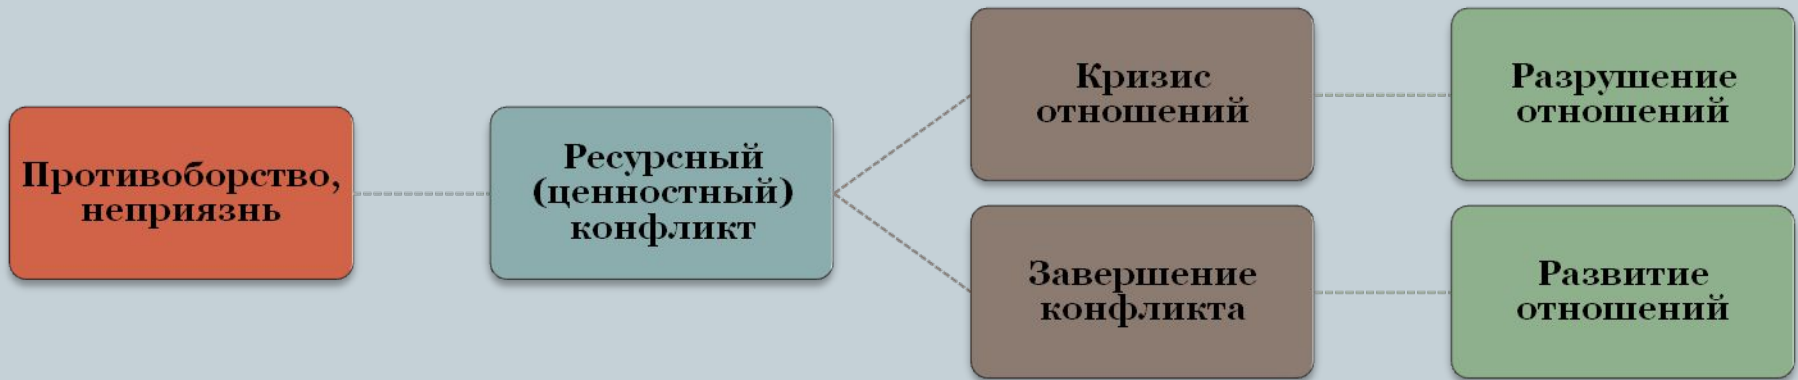 Противоборство,
неприязнь
Ресурсный
(ценностный)
конфликт
Кризис
отношений
Разрушение
отношений
Завершение
конфликта
Развитие
отношений